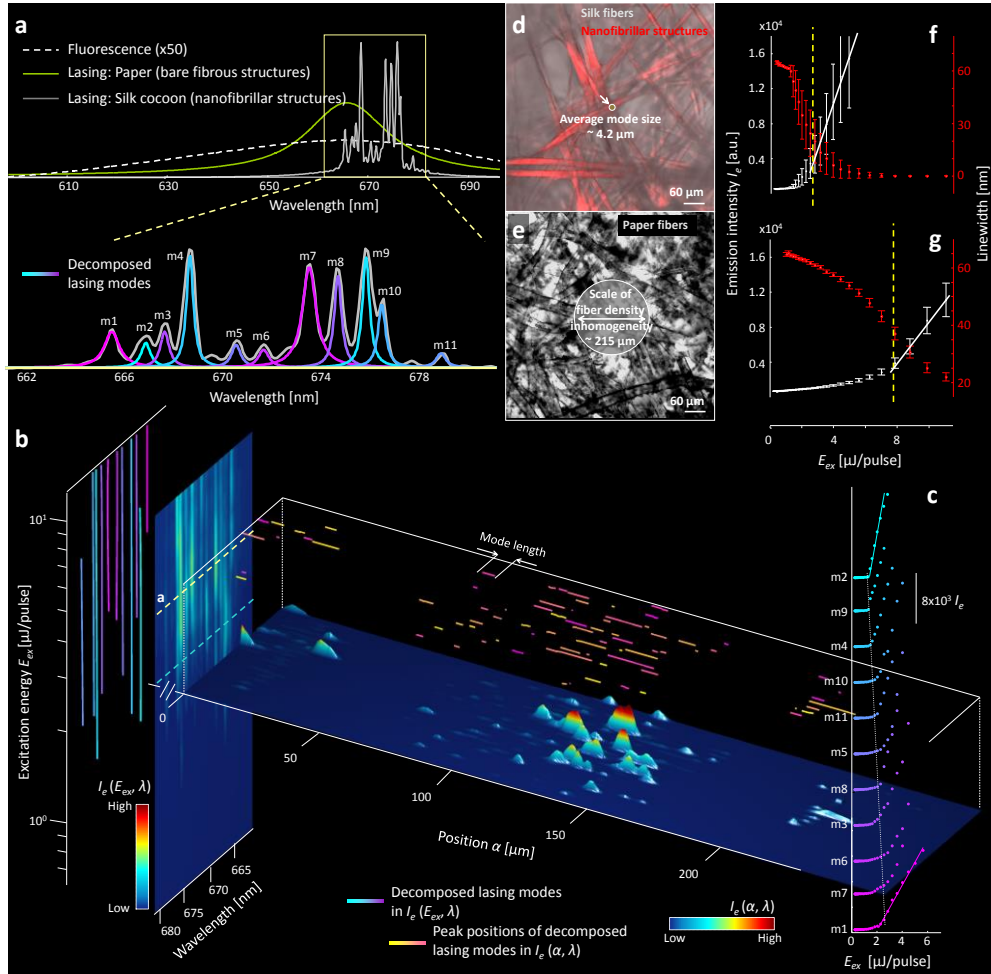 a
Fluorescence (x50)
Lasing: Paper (bare fibrous structures)
Lasing: Silk cocoon (nanofibrillar structures)
610
630
650
670
690
Wavelength [nm]
Decomposed
lasing modes
m1
m2
m3
m4
m5
m6
m7
m8
m9
m10
m11
662
666
670
674
678
Wavelength [nm]
d
Silk fibers
Nanofibrillar structures
Average mode size
~ 4.2 µm
60 µm
e
Paper fibers
Scale of
fiber density
inhomogeneity
~ 215 µm
60 µm
x10⁴
f
1.8
1.6
1.2
0.8
0.4
60
30
0
Emission intensity Iₑ [a.u.]
Linewidth [nm]
x10⁴
g
1.6
1.2
0.8
0.4
60
50
40
30
20
0
4
8
12
Eₑₓ [µJ/pulse]
b
10¹
10⁰
Excitation energy Eₑₓ [µJ/pulse]
a
0
50
100
150
200
Position α [µm]
Mode length
Iₑ (Eₑₓ, λ)
High
Low
680
675
670
665
Wavelength [nm]
Decomposed lasing modes
in Iₑ (Eₑₓ, λ)
Peak positions of decomposed
lasing modes in Iₑ (α, λ)
Iₑ (α, λ)
Low
High
c
8x10³ Iₑ
m2
m9
m4
m10
m11
m5
m8
m3
m6
m7
m1
0
2
4
6
Eₑₓ [µJ/pulse]